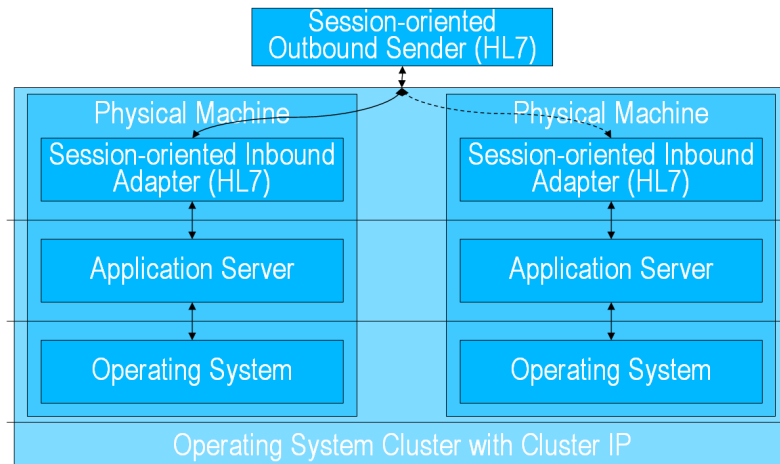 Session-oriented
Outbound Sender (HL7)
Physical Machine
Session-oriented Inbound
Adapter (HL7)
Application Server
Operating System
Physical Machine
Session-oriented Inbound
Adapter (HL7)
Application Server
Operating System
Operating System Cluster with Cluster IP